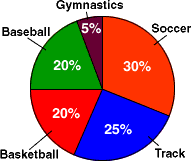 Gymnastics
Baseball
Soccer
5%
20%
30%
20%
25%
Basketball
Track